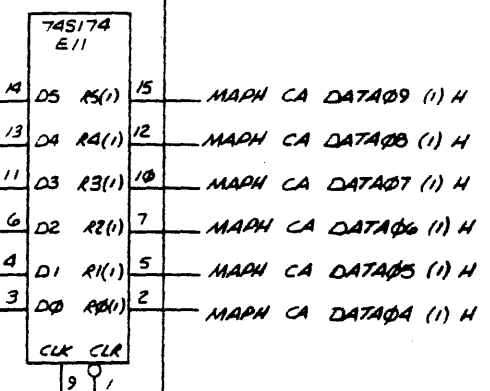 74S174
E11
14 D5 R5(1) 15 MAPH CA DATAØ9 (1) H
13 D4 R4(1) 12 MAPH CA DATAØ8 (1) H
11 D3 R3(1) 1Ø MAPH CA DATAØ7 (1) H
6 D2 R2(1) 7 MAPH CA DATAØ6 (1) H
4 D1 R1(1) 5 MAPH CA DATAØ5 (1) H
3 DØ RØ(1) 2 MAPH CA DATAØ4 (1) H
CLK CLR
9 1